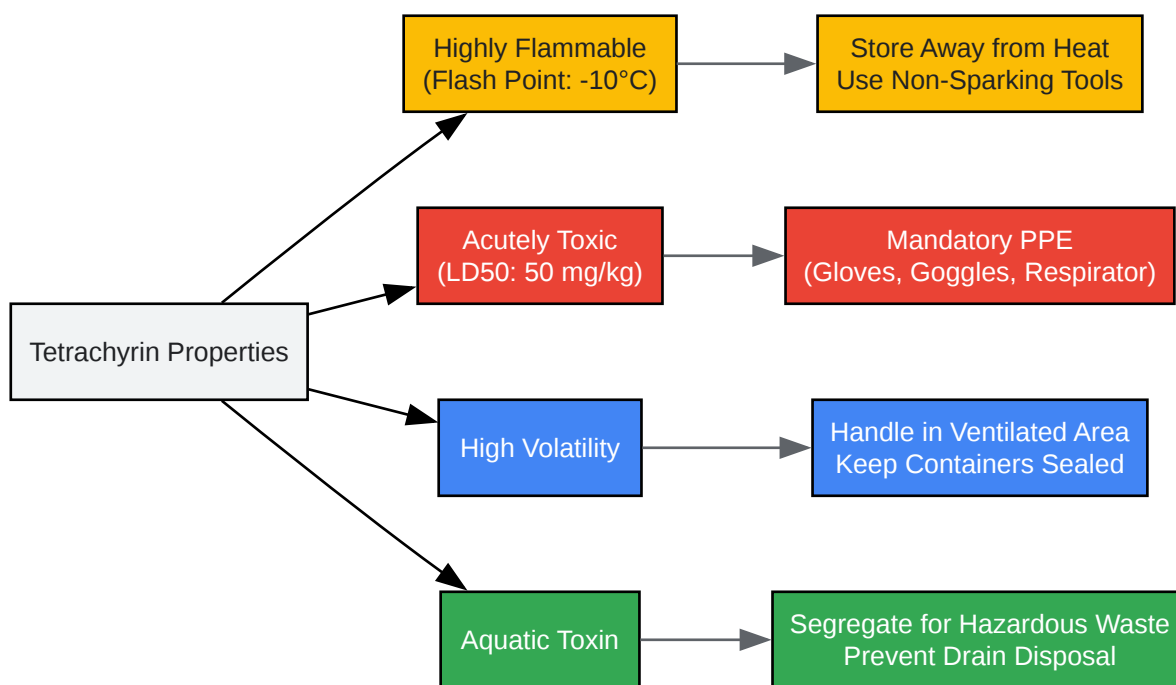 Highly Flammable
(Flash Point: -10°C)
Store Away from Heat
Use Non-Sparking Tools
Acutely Toxic
(LD50: 50 mg/kg)
Mandatory PPE
(Gloves, Goggles, Respirator)
Tetrachyrin Properties
High Volatility
Handle in Ventilated Area
Keep Containers Sealed
Aquatic Toxin
Segregate for Hazardous Waste
Prevent Drain Disposal